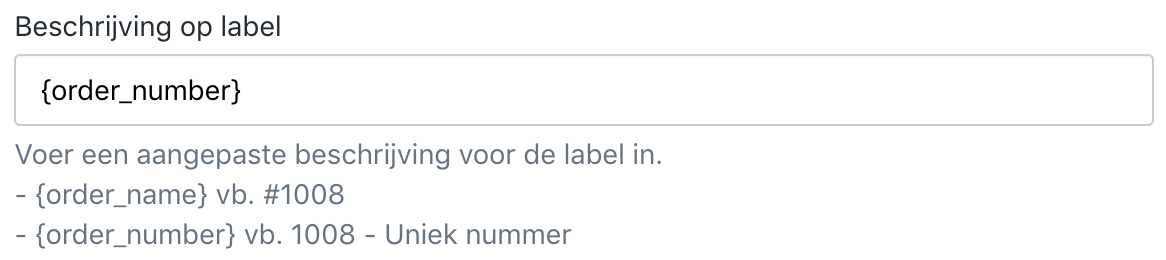 Beschrijving op label
{order_number}
Voer een aangepaste beschrijving voor de label in.
- {order_name} vb. #1008
- {order_number} vb. 1008 - Uniek nummer